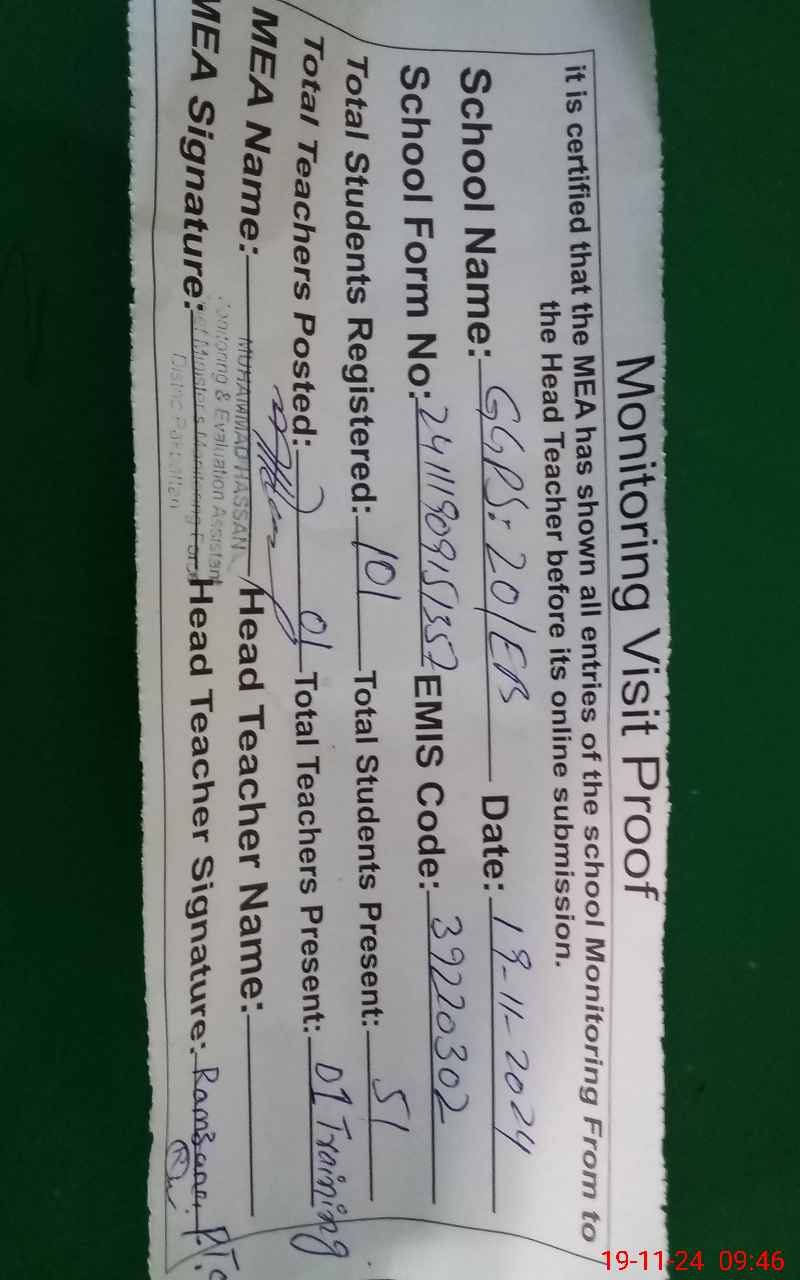 Monitoring Visit Proof
it is certified that the MEA has shown all entries of the school Monitoring From to
the Head Teacher before its online submission.
School Name: GGPS: 20/EB Date: 19-11-2024
School Form No: 24111909151357 EMIS Code: 39220302
Total Students Registered: 101 Total Students Present: 51
Total Teachers Posted: 01 Total Teachers Present: 01 Training
MEA Name: MUHAMMAD HASSAN Head Teacher Name:
Monitoring & Evaluation Assistant
MEA Signature: Head Teacher Signature:
19-11-24 09:46